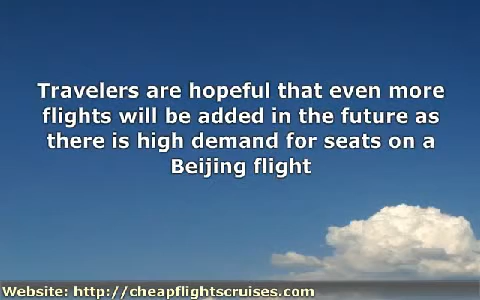 Travelers are hopeful that even more
flights will be added in the future as
there is high demand for seats on a
Beijing flight
Website: http://cheapflightscruises.com